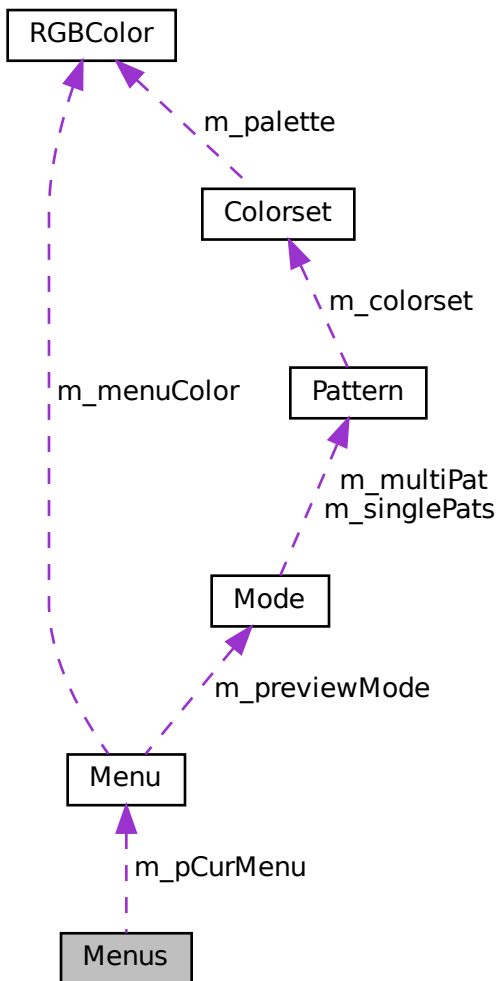 RGBColor
m_palette
Colorset
m_colorset
Pattern
m_menuColor
m_multiPat
m_singlePats
Mode
m_previewMode
Menu
m_pCurMenu
Menus